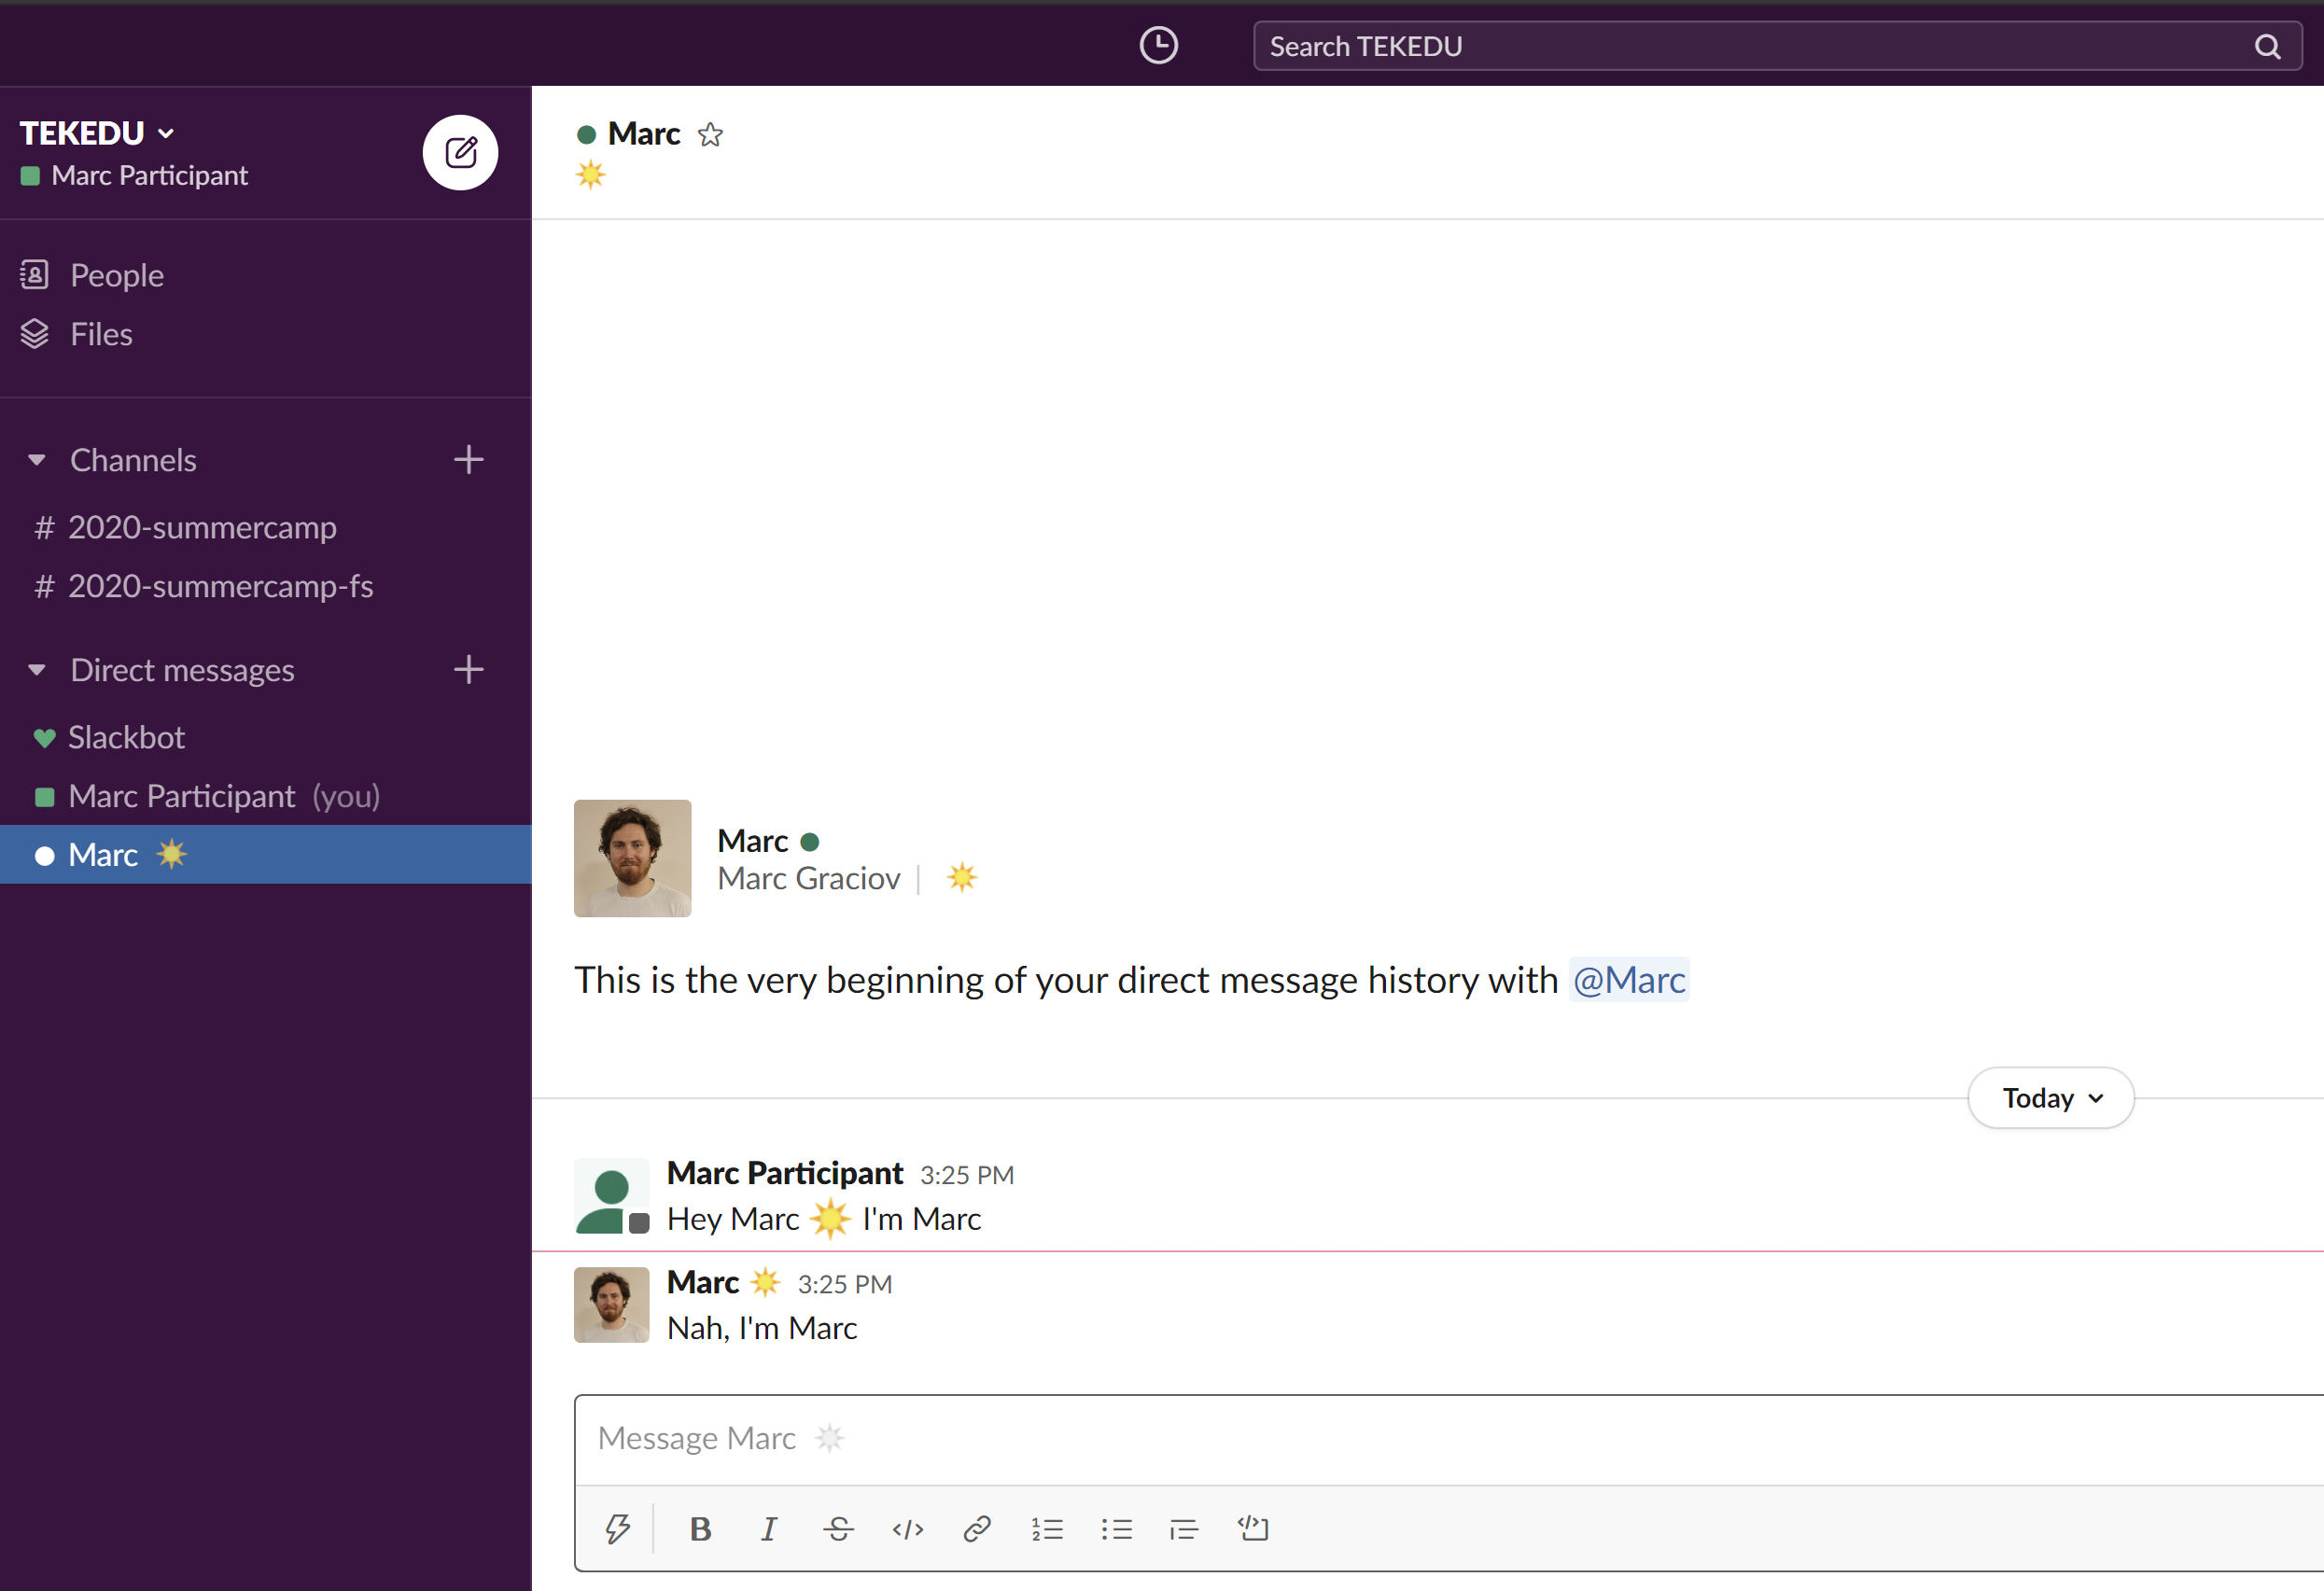 Search TEKEDU
TEKEDU
Marc Participant
People
Files
Channels
# 2020-summercamp
# 2020-summercamp-fs
Direct messages
Slackbot
Marc Participant (you)
Marc ☀️
Marc
☀️
Marc
Marc Graciov | ☀️
This is the very beginning of your direct message history with @Marc
Today
Marc Participant 3:25 PM
Hey Marc ☀️ I'm Marc
Marc ☀️ 3:25 PM
Nah, I'm Marc
Message Marc ☀️
B I S </>